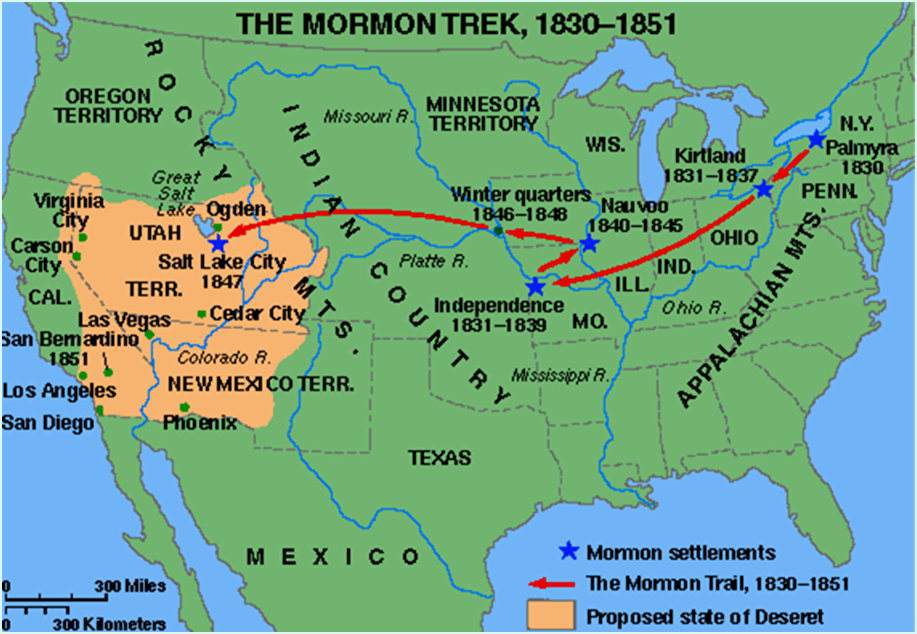 THE MORMON TREK, 1830–1851
ROCKY MTS.
OREGON
TERRITORY
INDIAN COUNTRY
Missouri R.
MINNESOTA
TERRITORY
WIS.
N.Y.
Palmyra
1830
Kirtland
1831–1837
PENN.
Great
Salt
Lake
Ogden
Virginia
City
UTAH
Winter quarters
1846–1848
Nauvoo
1840–1845
OHIO
APPALACHIAN MTS.
Carson
City
Salt Lake City
1847
Platte R.
IND.
ILL.
CAL.
TERR.
Independence
1831–1839
MO.
Ohio R.
Las Vegas
Cedar City
San Bernardino
1851
Colorado R.
Los Angeles
NEW MEXICO TERR.
Mississippi R.
San Diego
Phoenix
TEXAS
MEXICO
Mormon settlements
The Mormon Trail, 1830–1851
Proposed state of Deseret
0 300 Miles
0 300 Kilometers